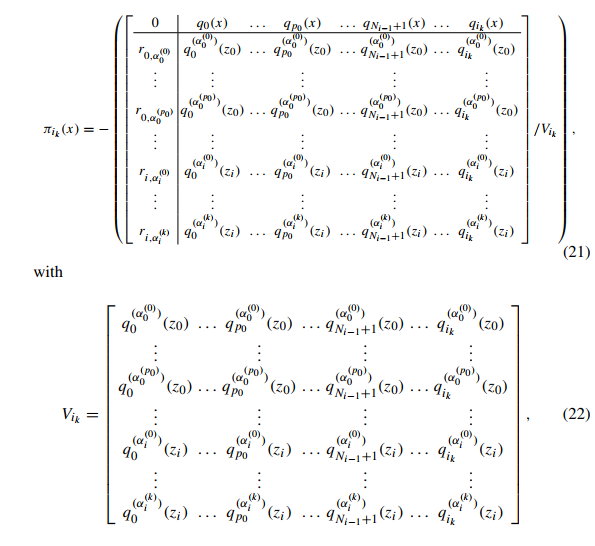 0 q_0(x) … q_{p_0}(x) … q_{N_{i-1}+1}(x) … q_{i_k}(x)
r_{0,α_0^{(0)}} q_0^{(α_0^{(0)})}(z_0) … q_{p_0}^{(α_0^{(0)})}(z_0) … q_{N_{i-1}+1}^{(α_0^{(0)})}(z_0) … q_{i_k}^{(α_0^{(0)})}(z_0)
⋮ ⋮ ⋮ ⋮ ⋮
r_{0,α_0^{(p_0)}} q_0^{(α_0^{(p_0)})}(z_0) … q_{p_0}^{(α_0^{(p_0)})}(z_0) … q_{N_{i-1}+1}^{(α_0^{(p_0)})}(z_0) … q_{i_k}^{(α_0^{(p_0)})}(z_0)
π_{i_k}(x) = − ( [ ⋮ ⋮ ⋮ ⋮ ⋮ ] / V_{i_k} ) ,
r_{i,α_i^{(0)}} q_0^{(α_i^{(0)})}(z_i) … q_{p_0}^{(α_i^{(0)})}(z_i) … q_{N_{i-1}+1}^{(α_i^{(0)})}(z_i) … q_{i_k}^{(α_i^{(0)})}(z_i)
⋮ ⋮ ⋮ ⋮ ⋮
r_{i,α_i^{(k)}} q_0^{(α_i^{(k)})}(z_i) … q_{p_0}^{(α_i^{(k)})}(z_i) … q_{N_{i-1}+1}^{(α_i^{(k)})}(z_i) … q_{i_k}^{(α_i^{(k)})}(z_i)
(21)
with
q_0^{(α_0^{(0)})}(z_0) … q_{p_0}^{(α_0^{(0)})}(z_0) … q_{N_{i-1}+1}^{(α_0^{(0)})}(z_0) … q_{i_k}^{(α_0^{(0)})}(z_0)
⋮ ⋮ ⋮ ⋮
q_0^{(α_0^{(p_0)})}(z_0) … q_{p_0}^{(α_0^{(p_0)})}(z_0) … q_{N_{i-1}+1}^{(α_0^{(p_0)})}(z_0) … q_{i_k}^{(α_0^{(p_0)})}(z_0)
V_{i_k} = [ ⋮ ⋮ ⋮ ⋮ ] , (22)
q_0^{(α_i^{(0)})}(z_i) … q_{p_0}^{(α_i^{(0)})}(z_i) … q_{N_{i-1}+1}^{(α_i^{(0)})}(z_i) … q_{i_k}^{(α_i^{(0)})}(z_i)
⋮ ⋮ ⋮ ⋮
q_0^{(α_i^{(k)})}(z_i) … q_{p_0}^{(α_i^{(k)})}(z_i) … q_{N_{i-1}+1}^{(α_i^{(k)})}(z_i) … q_{i_k}^{(α_i^{(k)})}(z_i)